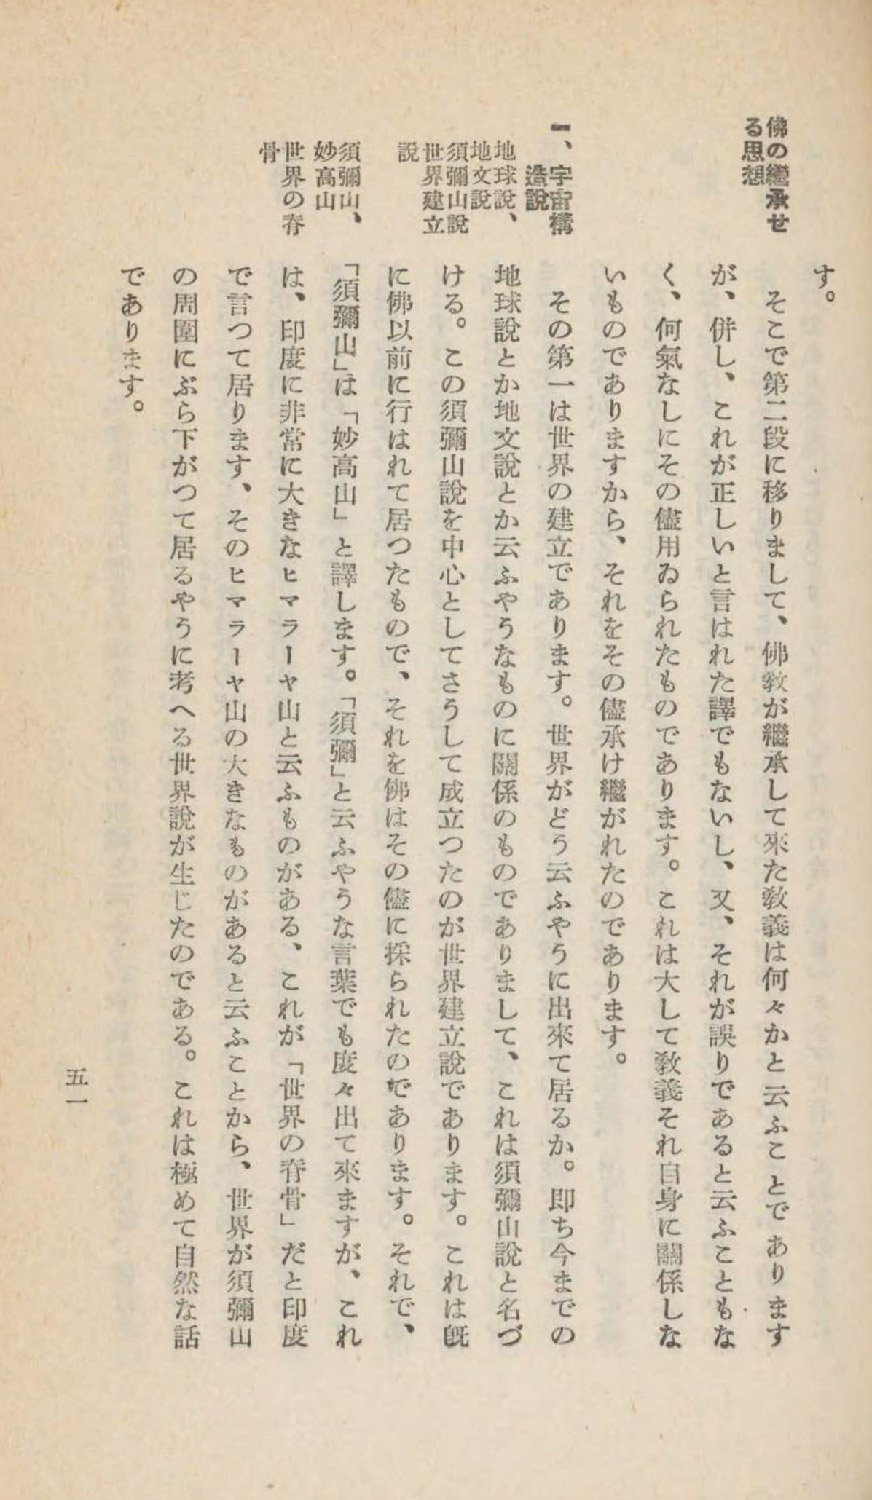 す。
佛の繼承せ
る思想
そこで第二段に移りまして、佛敎が繼承して來た敎義は何々かと云ふことであります
が、併し、これが正しいと言はれた譯でもないし、又、それが誤りであると云ふこともな
く、何氣なしにその儘用ゐられたものであります。これは大して敎義それ自身に關係しな
いものでありますから、それをその儘承け繼がれたのであります。
一、宇宙構
造說
その第一は世界の建立であります。世界がどう云ふやうに出來て居るか。即ち今までの
地球說、
地文說
地球說とか地文說とか云ふやうなものに關係のものでありまして、これは須彌山說と名づ
須彌山說
世界建立
說
ける。この須彌山說を中心としてさうして成立つたのが世界建立說であります。これは旣
に佛以前に行はれて居つたもので、それを佛はその儘に採られたのであります。それで、
須彌山、
妙高山
「須彌山」は「妙高山」と譯します。「須彌」と云ふやうな言葉でも度々出て來ますが、これ
世界の脊
骨
は、印度に非常に大きなヒマラーヤ山と云ふものがある、これが「世界の脊骨」だと印度
で言つて居ります、そのヒマラーヤ山の大きなものがあると云ふことから、世界が須彌山
の周圍にぶら下がつて居るやうに考へる世界說が生じたのである。これは極めて自然な話
であります。
五一